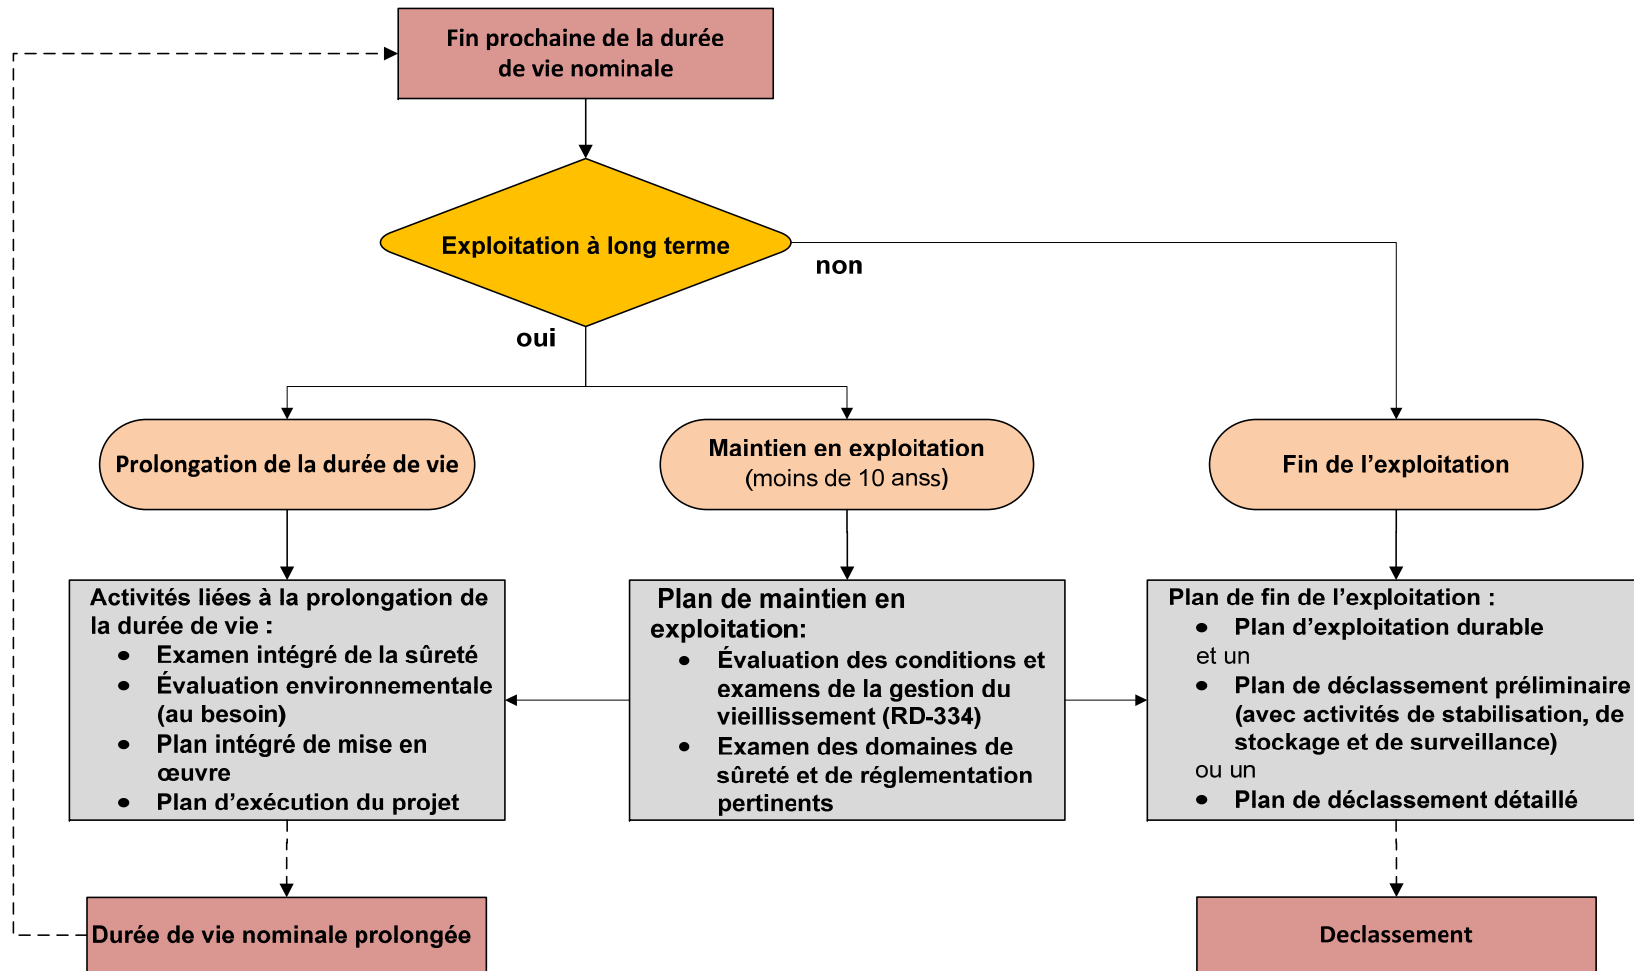 Fin prochaine de la durée
de vie nominale
Exploitation à long terme
non
oui
Prolongation de la durée de vie
Maintien en exploitation
(moins de 10 anss)
Fin de l’exploitation
Activités liées à la prolongation de
la durée de vie :
• Examen intégré de la sûreté
• Évaluation environnementale
(au besoin)
• Plan intégré de mise en
œuvre
• Plan d’exécution du projet
Plan de maintien en
exploitation:
• Évaluation des conditions et
examens de la gestion du
vieillissement (RD-334)
• Examen des domaines de
sûreté et de réglementation
pertinents
Plan de fin de l’exploitation :
• Plan d’exploitation durable
et un
• Plan de déclassement préliminaire
(avec activités de stabilisation, de
stockage et de surveillance)
ou un
• Plan de déclassement détaillé
Durée de vie nominale prolongée
Declassement